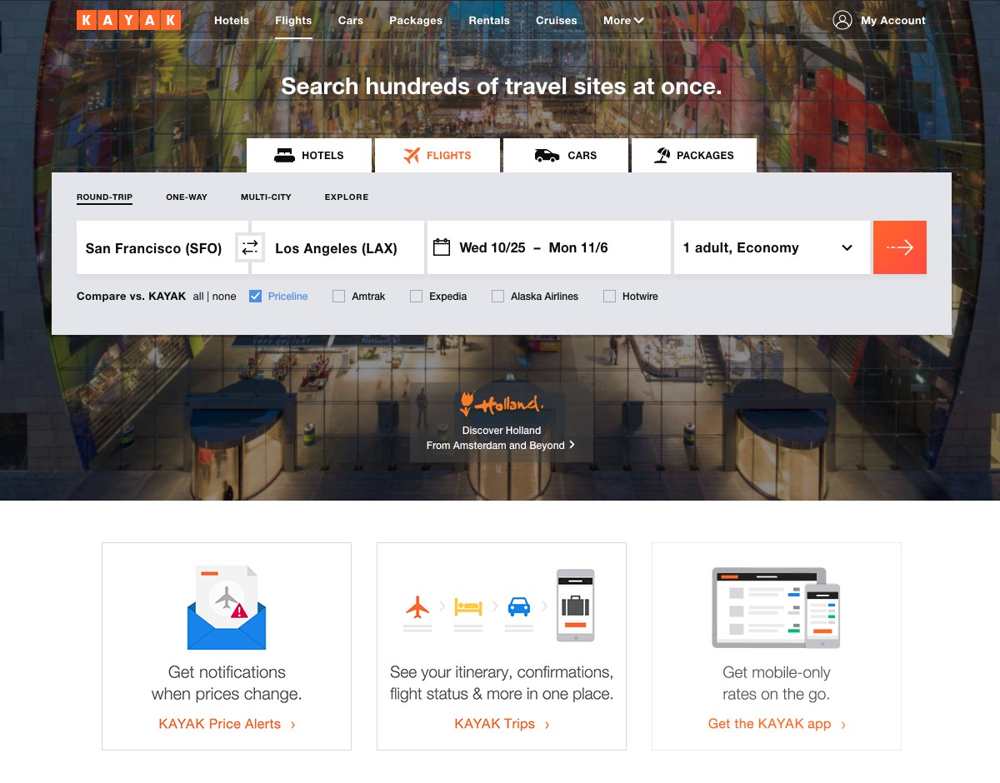 KAYAK
Hotels Flights Cars Packages Rentals Cruises More My Account
Search hundreds of travel sites at once.
HOTELS FLIGHTS CARS PACKAGES
ROUND-TRIP ONE-WAY MULTI-CITY EXPLORE
San Francisco (SFO) Los Angeles (LAX) Wed 10/25 – Mon 11/6 1 adult, Economy
Compare vs. KAYAK all | none Priceline Amtrak Expedia Alaska Airlines Hotwire
Holland.
Discover Holland
From Amsterdam and Beyond
Get notifications
when prices change.
KAYAK Price Alerts
See your itinerary, confirmations,
flight status & more in one place.
KAYAK Trips
Get mobile-only
rates on the go.
Get the KAYAK app